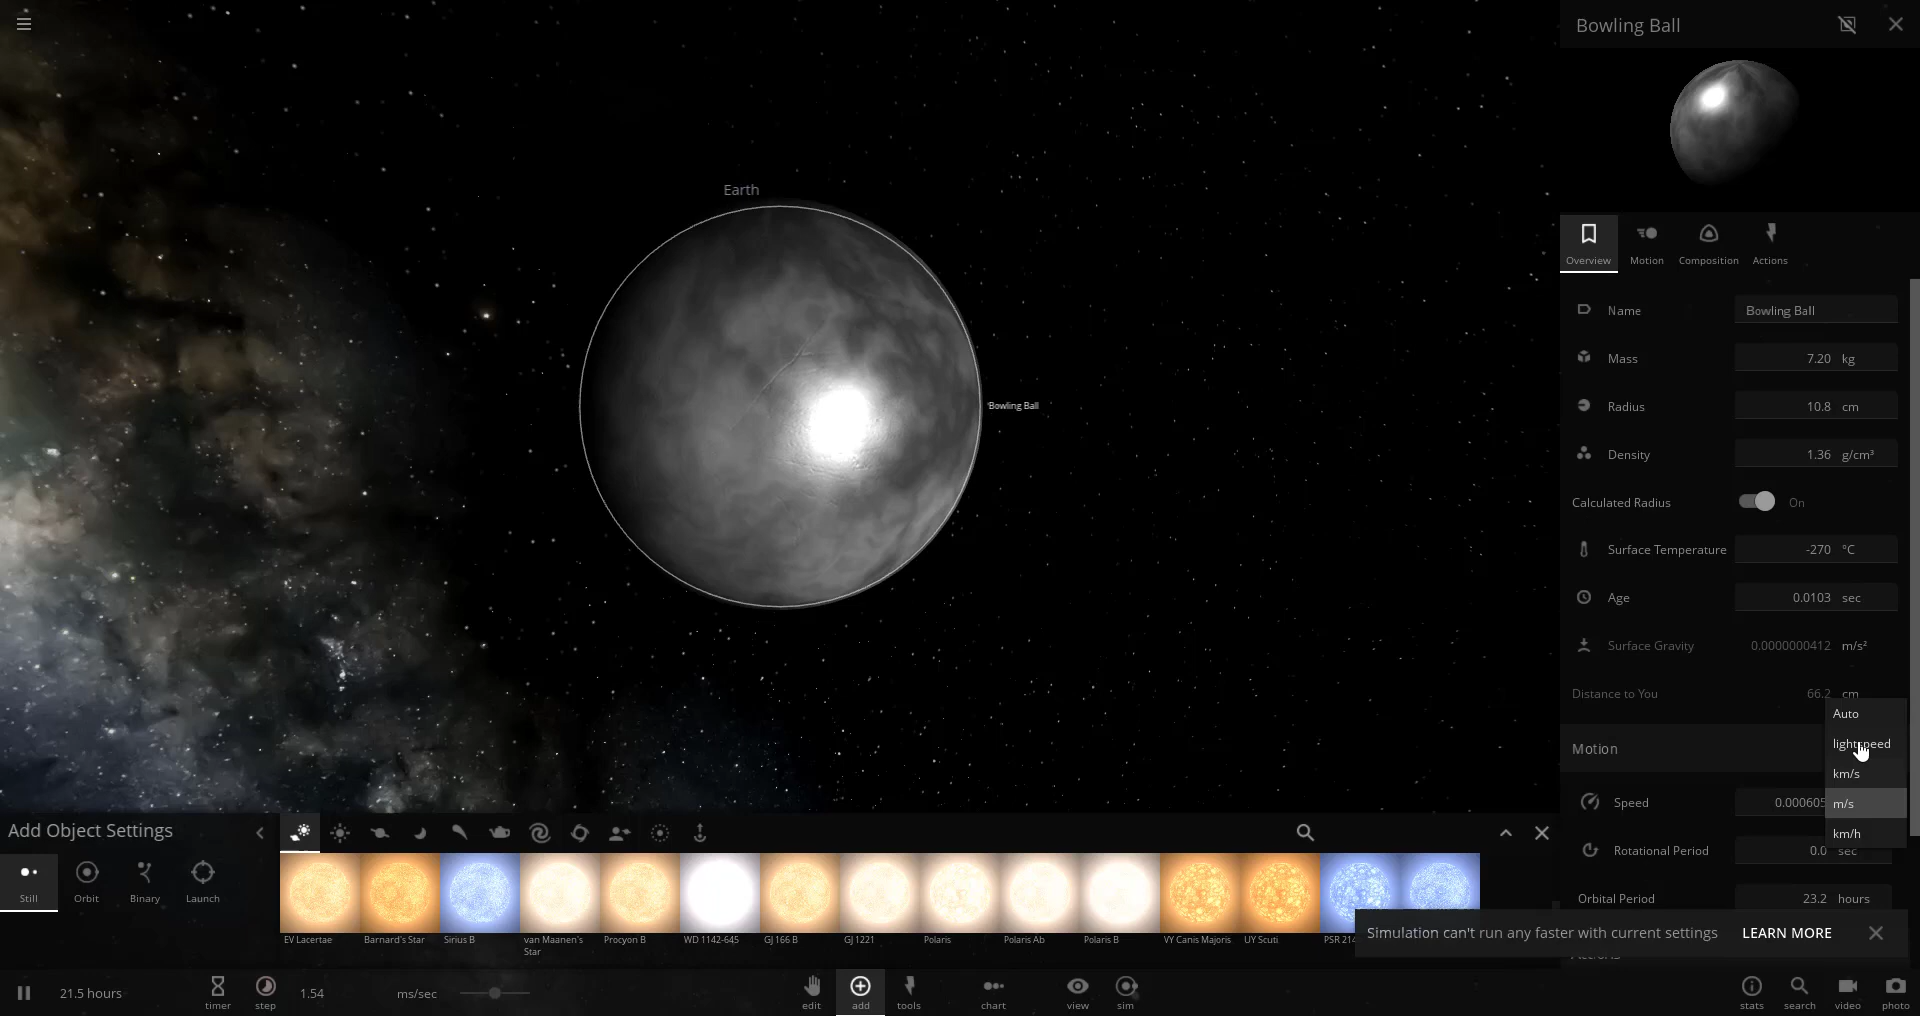 Bowling Ball
Earth
Bowling Ball
Overview
Motion
Composition
Actions
Name
Bowling Ball
Mass
7.20 kg
Radius
10.8 cm
Density
1.36 g/cm³
Calculated Radius
On
Surface Temperature
-270 °C
Age
0.0103 sec
Surface Gravity
0.0000000412 m/s²
Distance to You
66.2 cm
Auto
lightspeed
km/s
m/s
km/h
Motion
Speed
0.000605
Rotational Period
0.0 sec
Orbital Period
23.2 hours
Add Object Settings
Still
Orbit
Binary
Launch
EV Lacertae
Barnard's Star
Sirius B
van Maanen's
Star
Procyon B
WD 1142-645
GJ 166 B
GJ 1221
Polaris
Polaris Ab
Polaris B
VY Canis Majoris
UY Scuti
PSR
Simulation can't run any faster with current settings
LEARN MORE
21.5 hours
timer
step
1.54 ms/sec
edit
add
tools
chart
view
sim
stats
search
video
photo